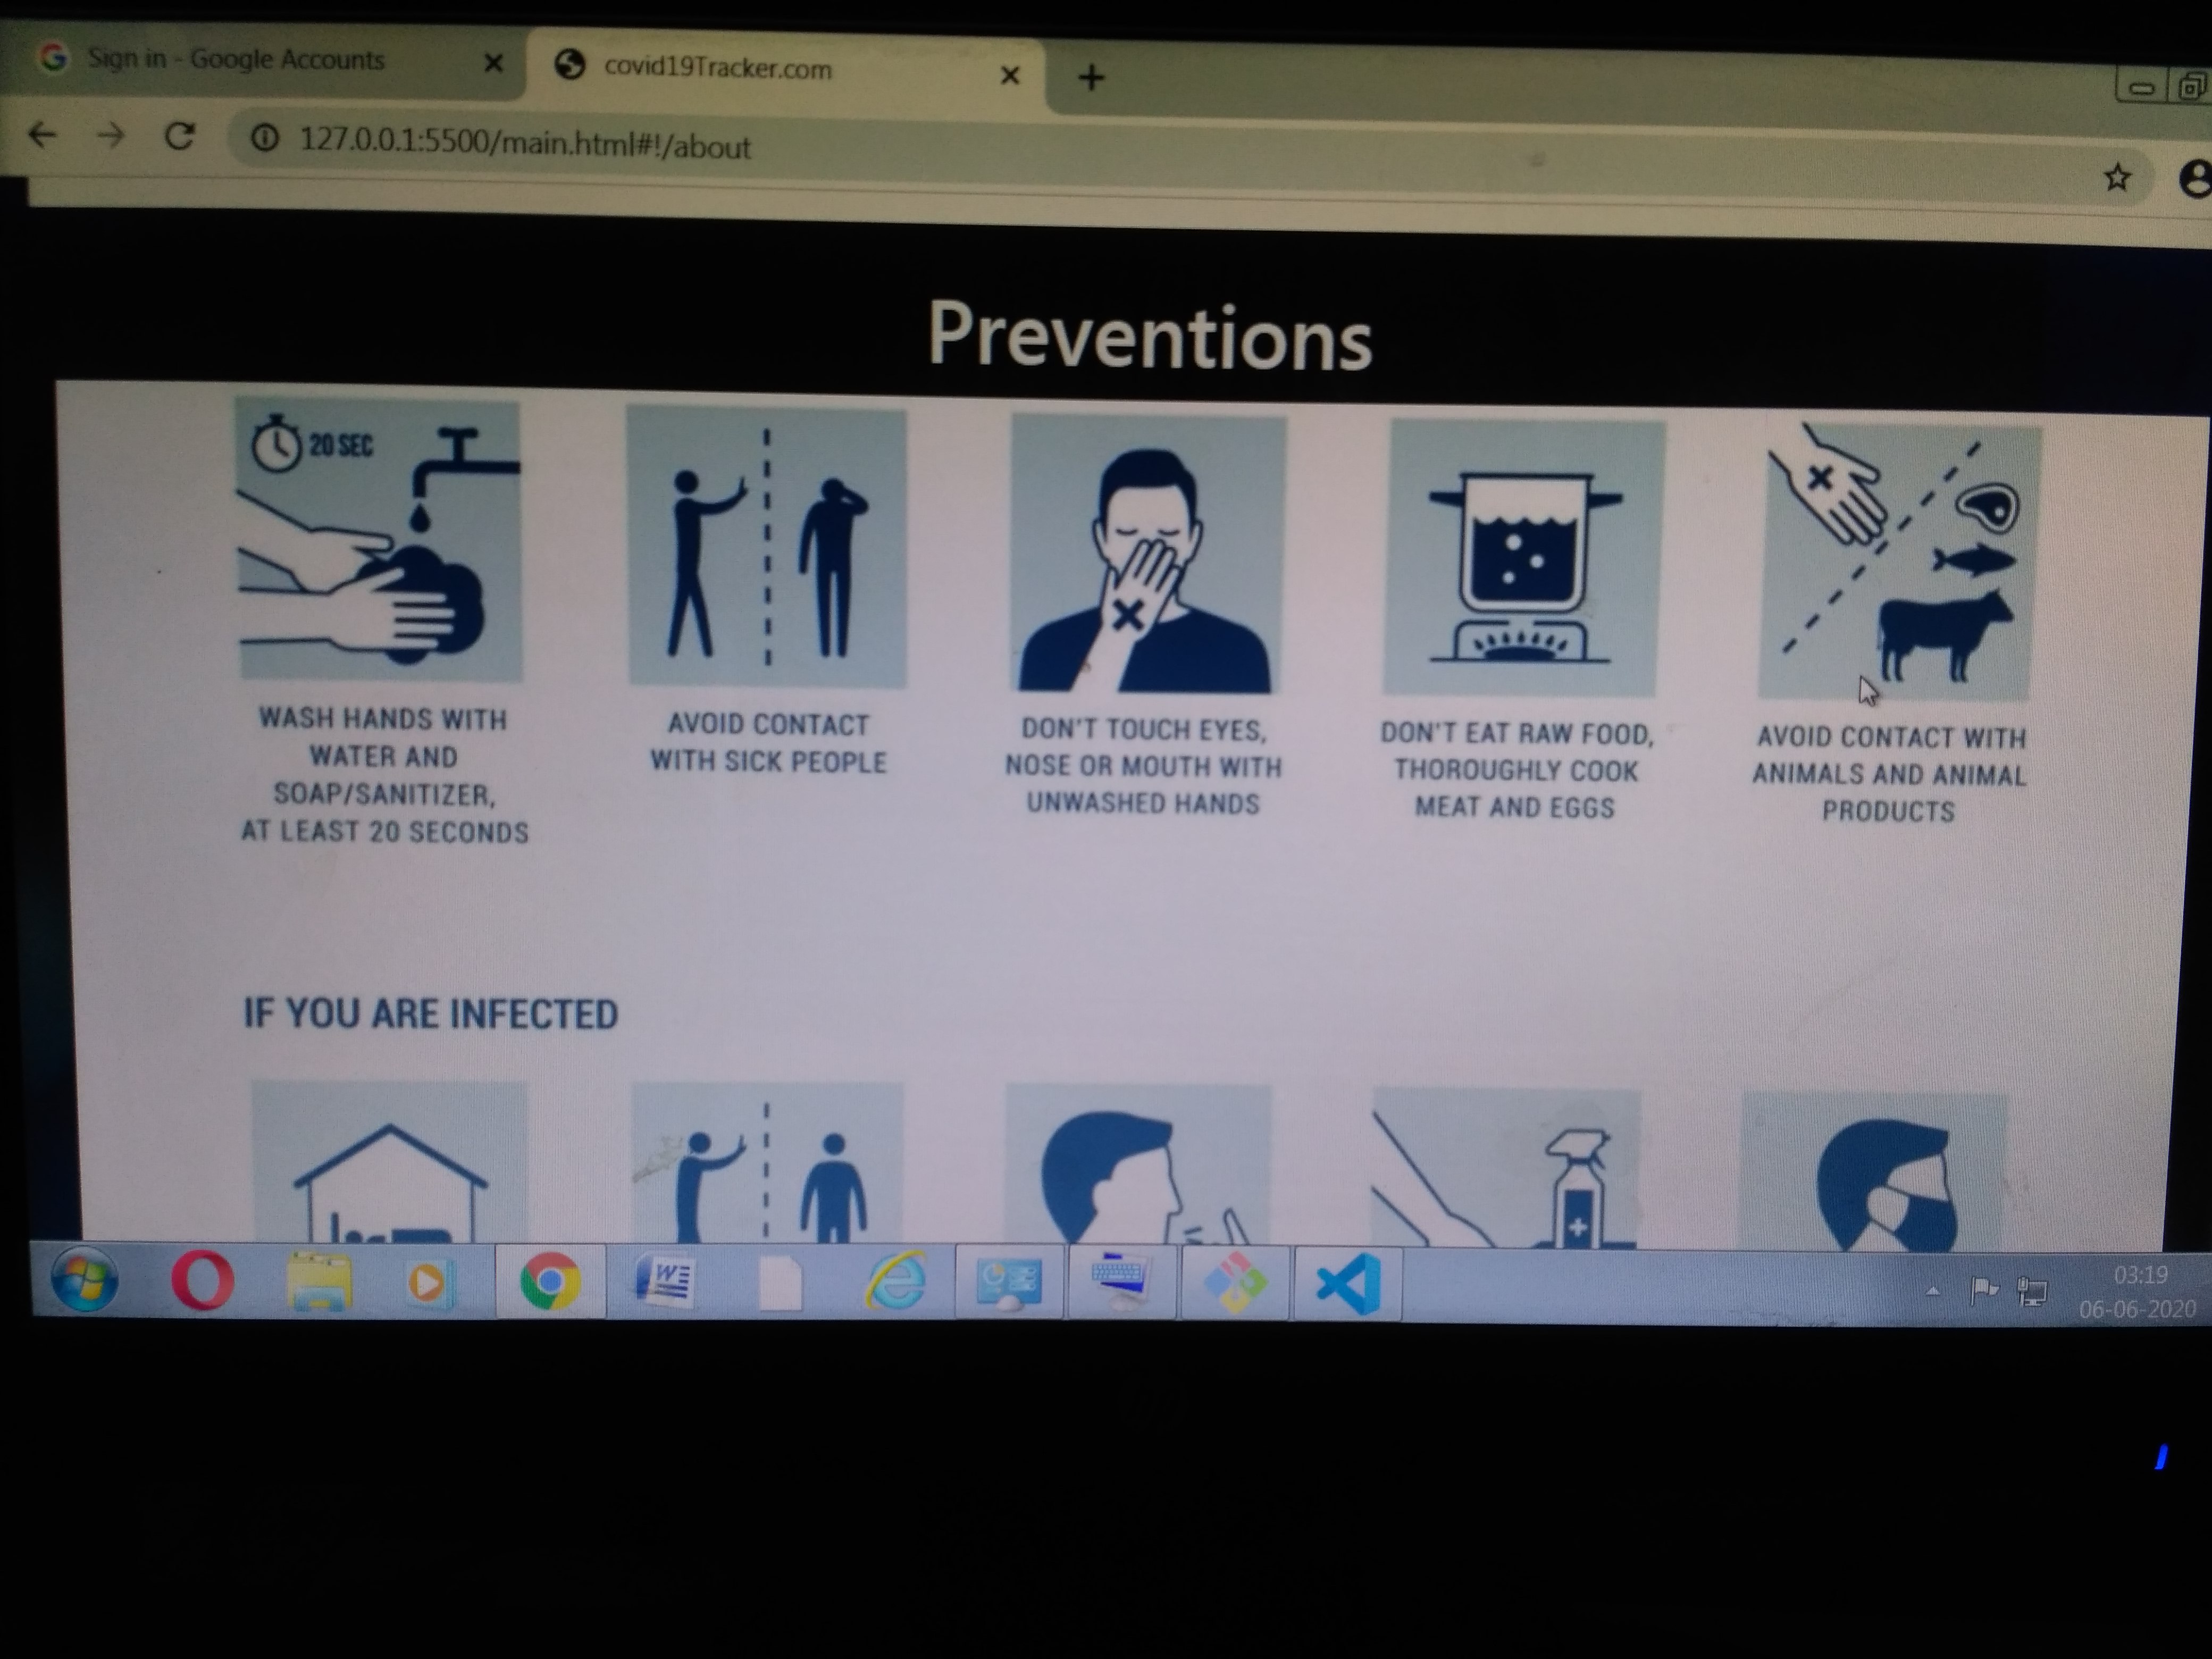 Sign in - Google Accounts
covid19Tracker.com
127.0.0.1:5500/main.html#!/about
Preventions
20 SEC
WASH HANDS WITH
WATER AND
SOAP/SANITIZER,
AT LEAST 20 SECONDS
AVOID CONTACT
WITH SICK PEOPLE
DON'T TOUCH EYES,
NOSE OR MOUTH WITH
UNWASHED HANDS
DON'T EAT RAW FOOD,
THOROUGHLY COOK
MEAT AND EGGS
AVOID CONTACT WITH
ANIMALS AND ANIMAL
PRODUCTS
IF YOU ARE INFECTED
03:19
06-06-2020